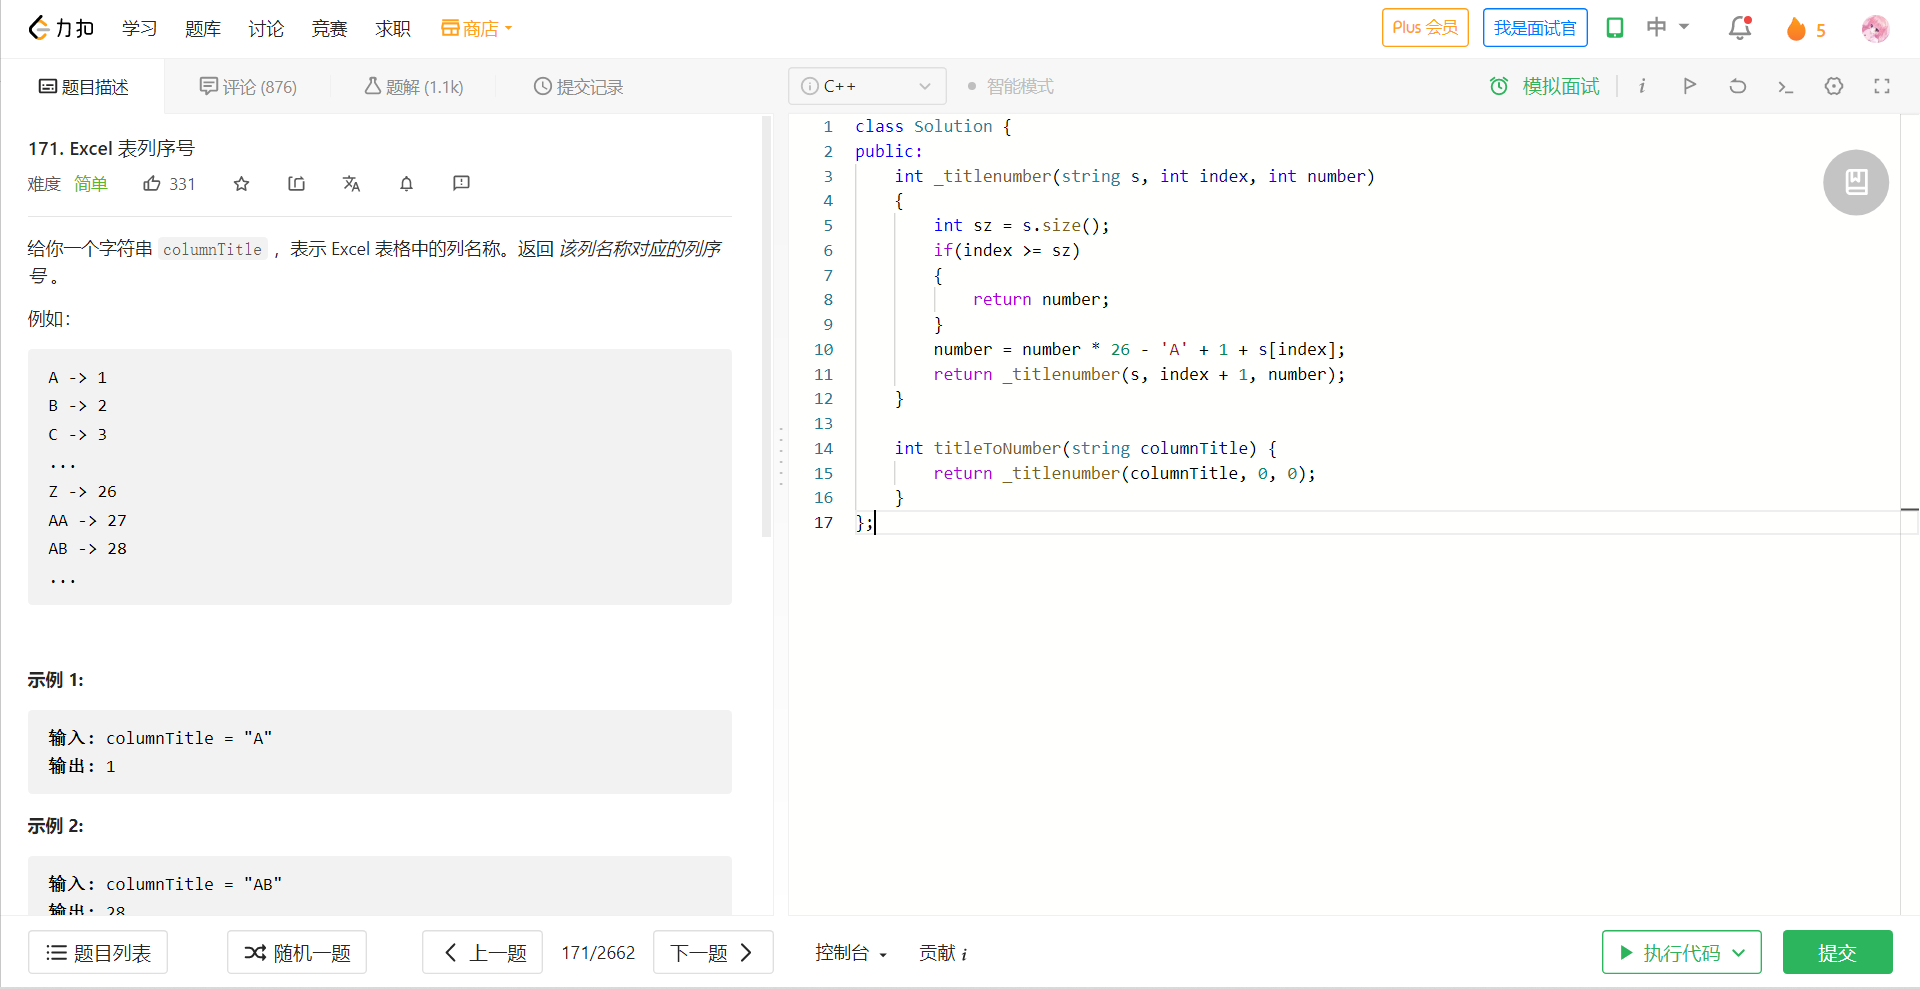 力扣 学习 题库 讨论 竞赛 求职 商店 Plus 会员 我是面试官 中 5
题目描述 评论 (876) 题解 (1.1k) 提交记录 C++ 智能模式 模拟面试 i
171. Excel 表列序号
难度 简单 331
给你一个字符串 columnTitle ，表示 Excel 表格中的列名称。返回 该列名称对应的列序
号 。
例如：
A -> 1
B -> 2
C -> 3
...
Z -> 26
AA -> 27
AB -> 28
...
示例 1:
输入: columnTitle = "A"
输出: 1
示例 2:
输入: columnTitle = "AB"
输出: 28
1 class Solution {
2 public:
3 int _titlenumber(string s, int index, int number)
4 {
5 int sz = s.size();
6 if(index >= sz)
7 {
8 return number;
9 }
10 number = number * 26 - 'A' + 1 + s[index];
11 return _titlenumber(s, index + 1, number);
12 }
13
14 int titleToNumber(string columnTitle) {
15 return _titlenumber(columnTitle, 0, 0);
16 }
17 };
题目列表 随机一题 上一题 171/2662 下一题 控制台 贡献 i 执行代码 提交